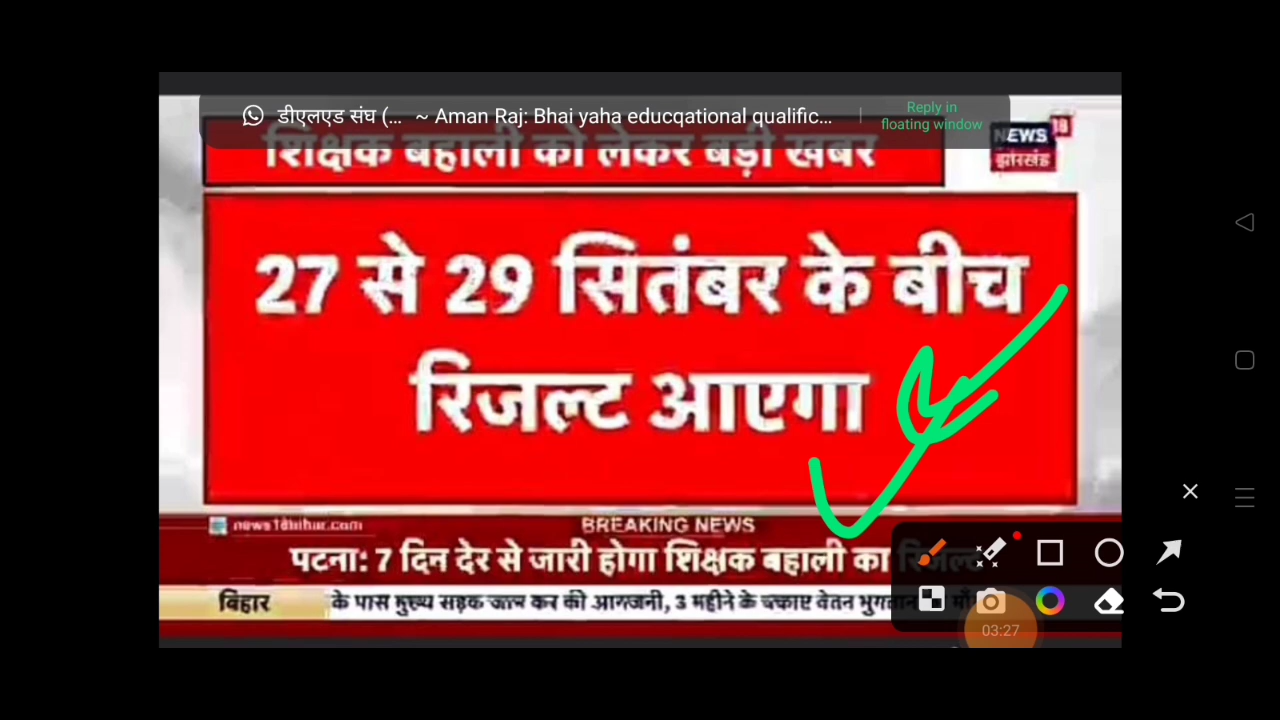 डीएलएड संघ (... ~ Aman Raj: Bhai yaha educqational qualific...
Reply in
floating window
शिक्षक बहाली को लेकर बड़ी खबर
NEWS 18
झारखंड
27 से 29 सितंबर के बीच
रिजल्ट आएगा
news18bihar.com
BREAKING NEWS
पटना: 7 दिन देर से जारी होगा शिक्षक बहाली का रिजल्ट
बिहार
के पास मुख्य सड़क जाम कर की आगजनी, 3 महीने के बकाए वेतन
03:27